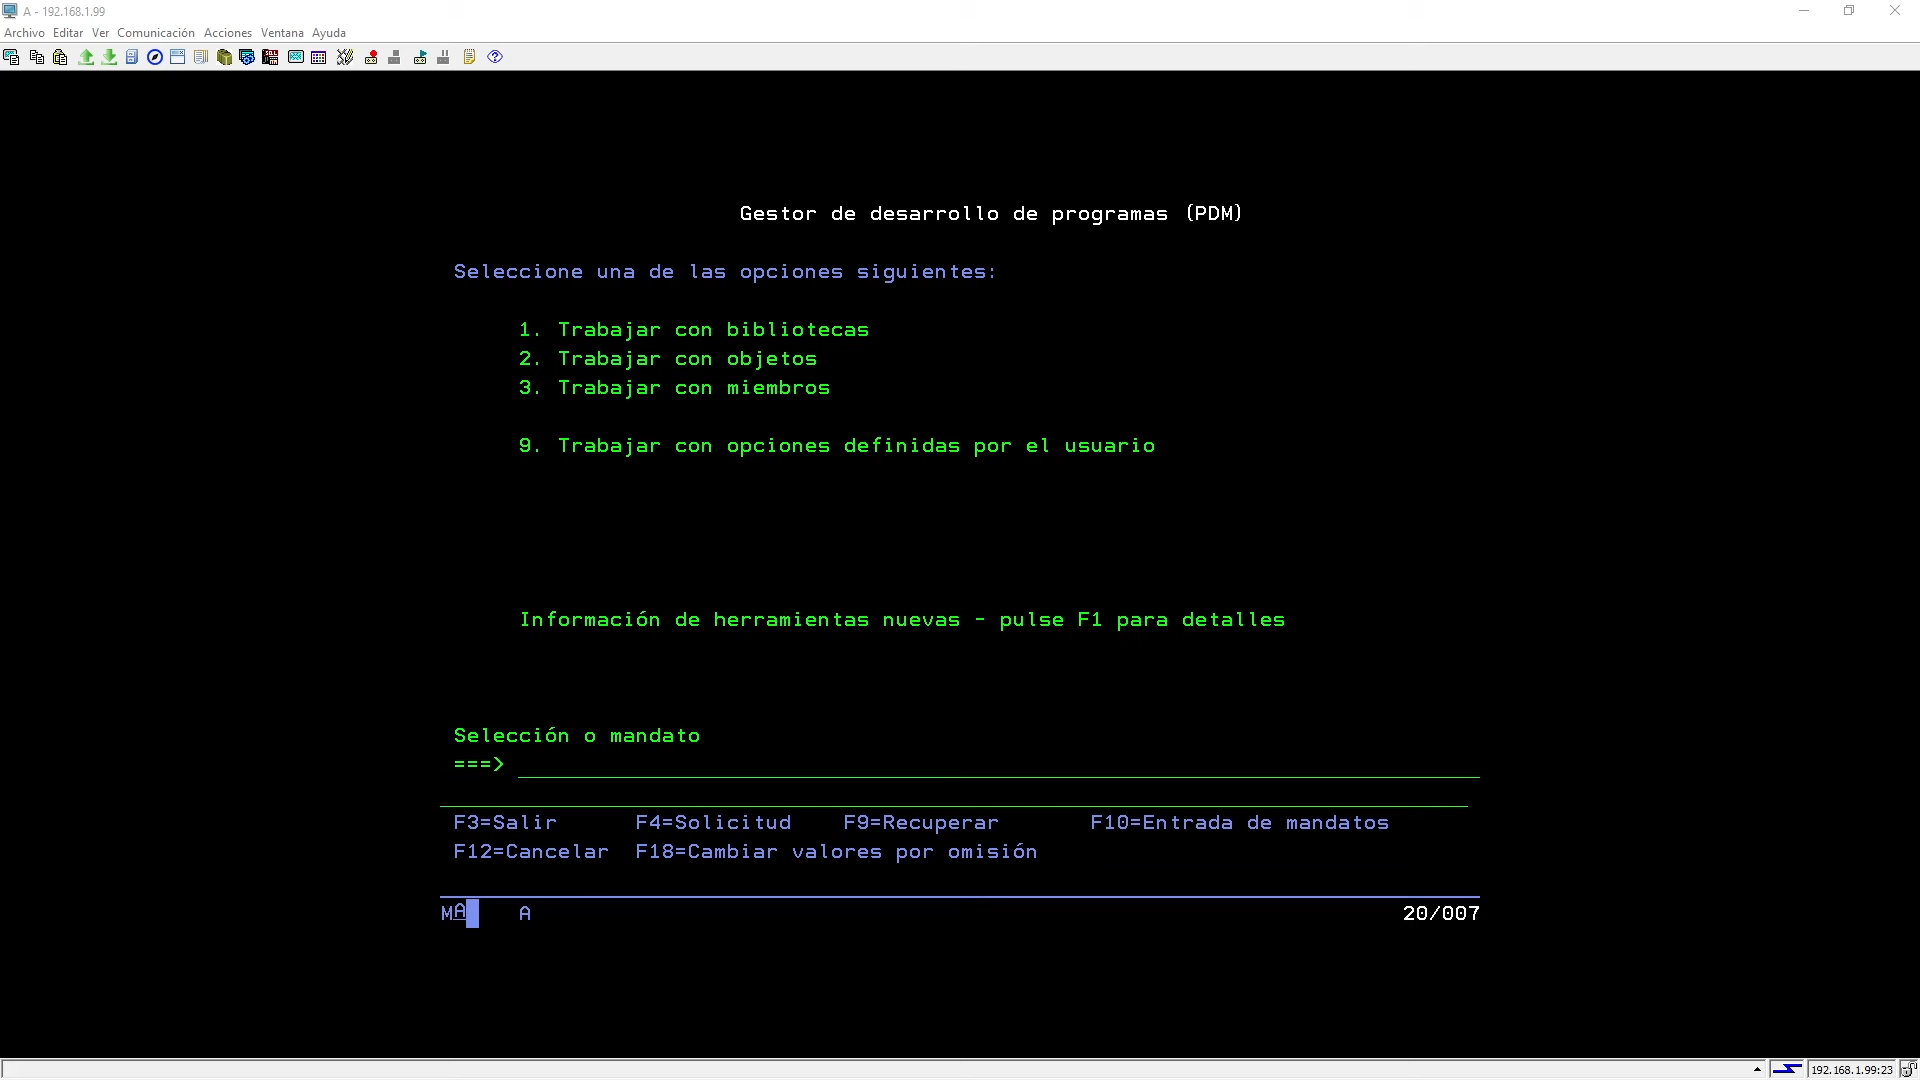 A - 192.168.1.99
Archivo Editar Ver Comunicación Acciones Ventana Ayuda
Gestor de desarrollo de programas (PDM)
Seleccione una de las opciones siguientes:
1. Trabajar con bibliotecas
2. Trabajar con objetos
3. Trabajar con miembros
9. Trabajar con opciones definidas por el usuario
Información de herramientas nuevas - pulse F1 para detalles
Selección o mandato
===>
F3=Salir F4=Solicitud F9=Recuperar F10=Entrada de mandatos
F12=Cancelar F18=Cambiar valores por omisión
MA A 20/007
192.168.1.99:23